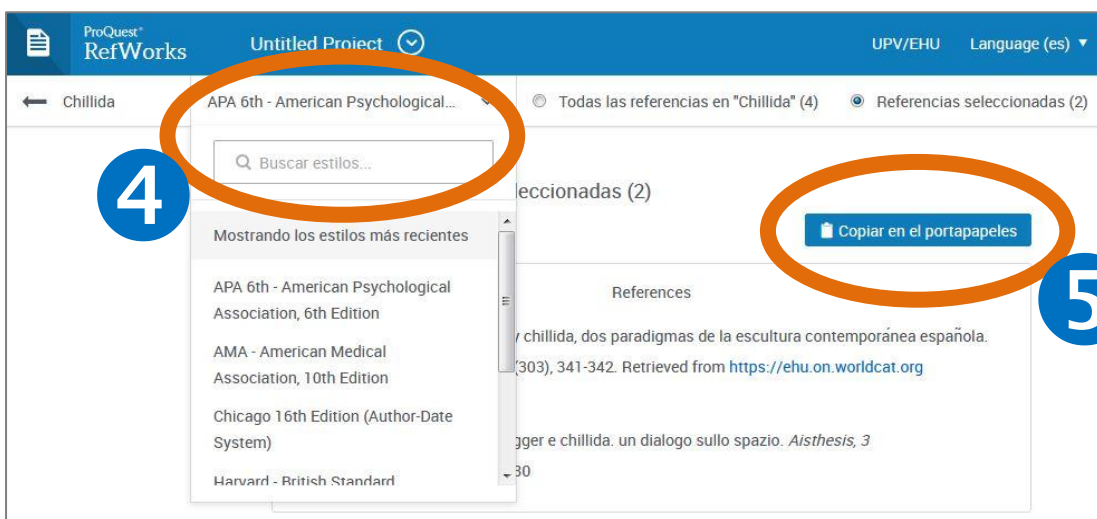 ProQuest®
RefWorks
Untitled Project
UPV/EHU
Language (es)
Chillida
APA 6th - American Psychological...
Todas las referencias en "Chillida" (4)
Referencias seleccionadas (2)
Buscar estilos...
4
leccionadas (2)
Mostrando los estilos más recientes
Copiar en el portapapeles
5
APA 6th - American Psychological
Association, 6th Edition
AMA - American Medical
Association, 10th Edition
Chicago 16th Edition (Author-Date
System)
Harvard - British Standard
References
y chillida, dos paradigmas de la escultura contemporánea española.
(303), 341-342. Retrieved from https://ehu.on.worldcat.org
gger e chillida. un dialogo sullo spazio. Aisthesis, 3
30